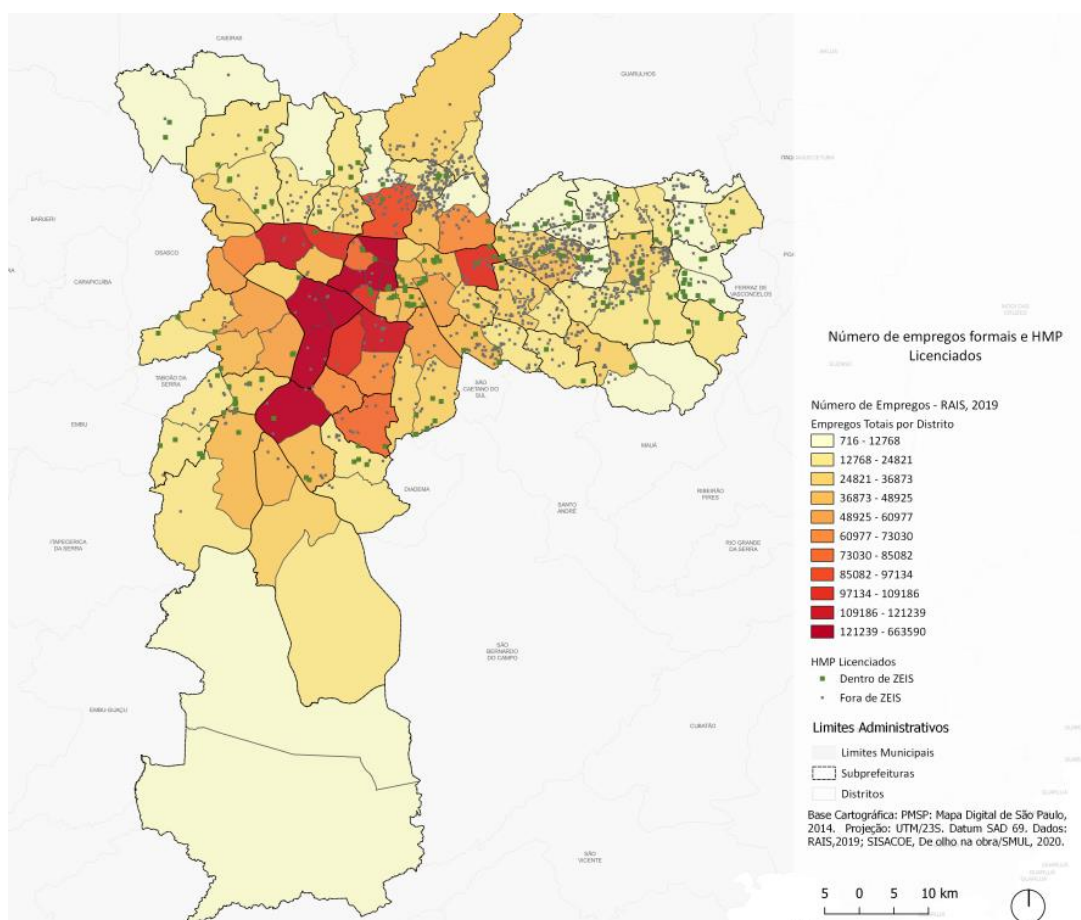 CAIEIRAS
GUARULHOS
ITAQUAQUECETUBA
BARUERI
OSASCO
CARAPICUÍBA
FERRAZ DE
VASCONCELOS
TABOÃO DA
SERRA
SÃO
CAETANO DO
SUL
EMBU
MAUÁ
DIADEMA
SANTO
ANDRÉ
RIBEIRÃO
PIRES
ITAPECERICA
DA SERRA
RIO GRANDE
DA SERRA
SÃO
BERNARDO
DO CAMPO
EMBU-GUAÇU
CUBATÃO
SÃO
VICENTE
Número de empregos formais e HMP
Licenciados
Número de Empregos - RAIS, 2019
Empregos Totais por Distrito
716 - 12768
12768 - 24821
24821 - 36873
36873 - 48925
48925 - 60977
60977 - 73030
73030 - 85082
85082 - 97134
97134 - 109186
109186 - 121239
121239 - 663590
HMP Licenciados
Dentro de ZEIS
Fora de ZEIS
Limites Administrativos
Limites Municipais
Subprefeituras
Distritos
Base Cartográfica: PMSP: Mapa Digital de São Paulo,
2014. Projeção: UTM/23S. Datum SAD 69. Dados:
RAIS,2019; SISACOE, De olho na obra/SMUL, 2020.
5 0 5 10 km